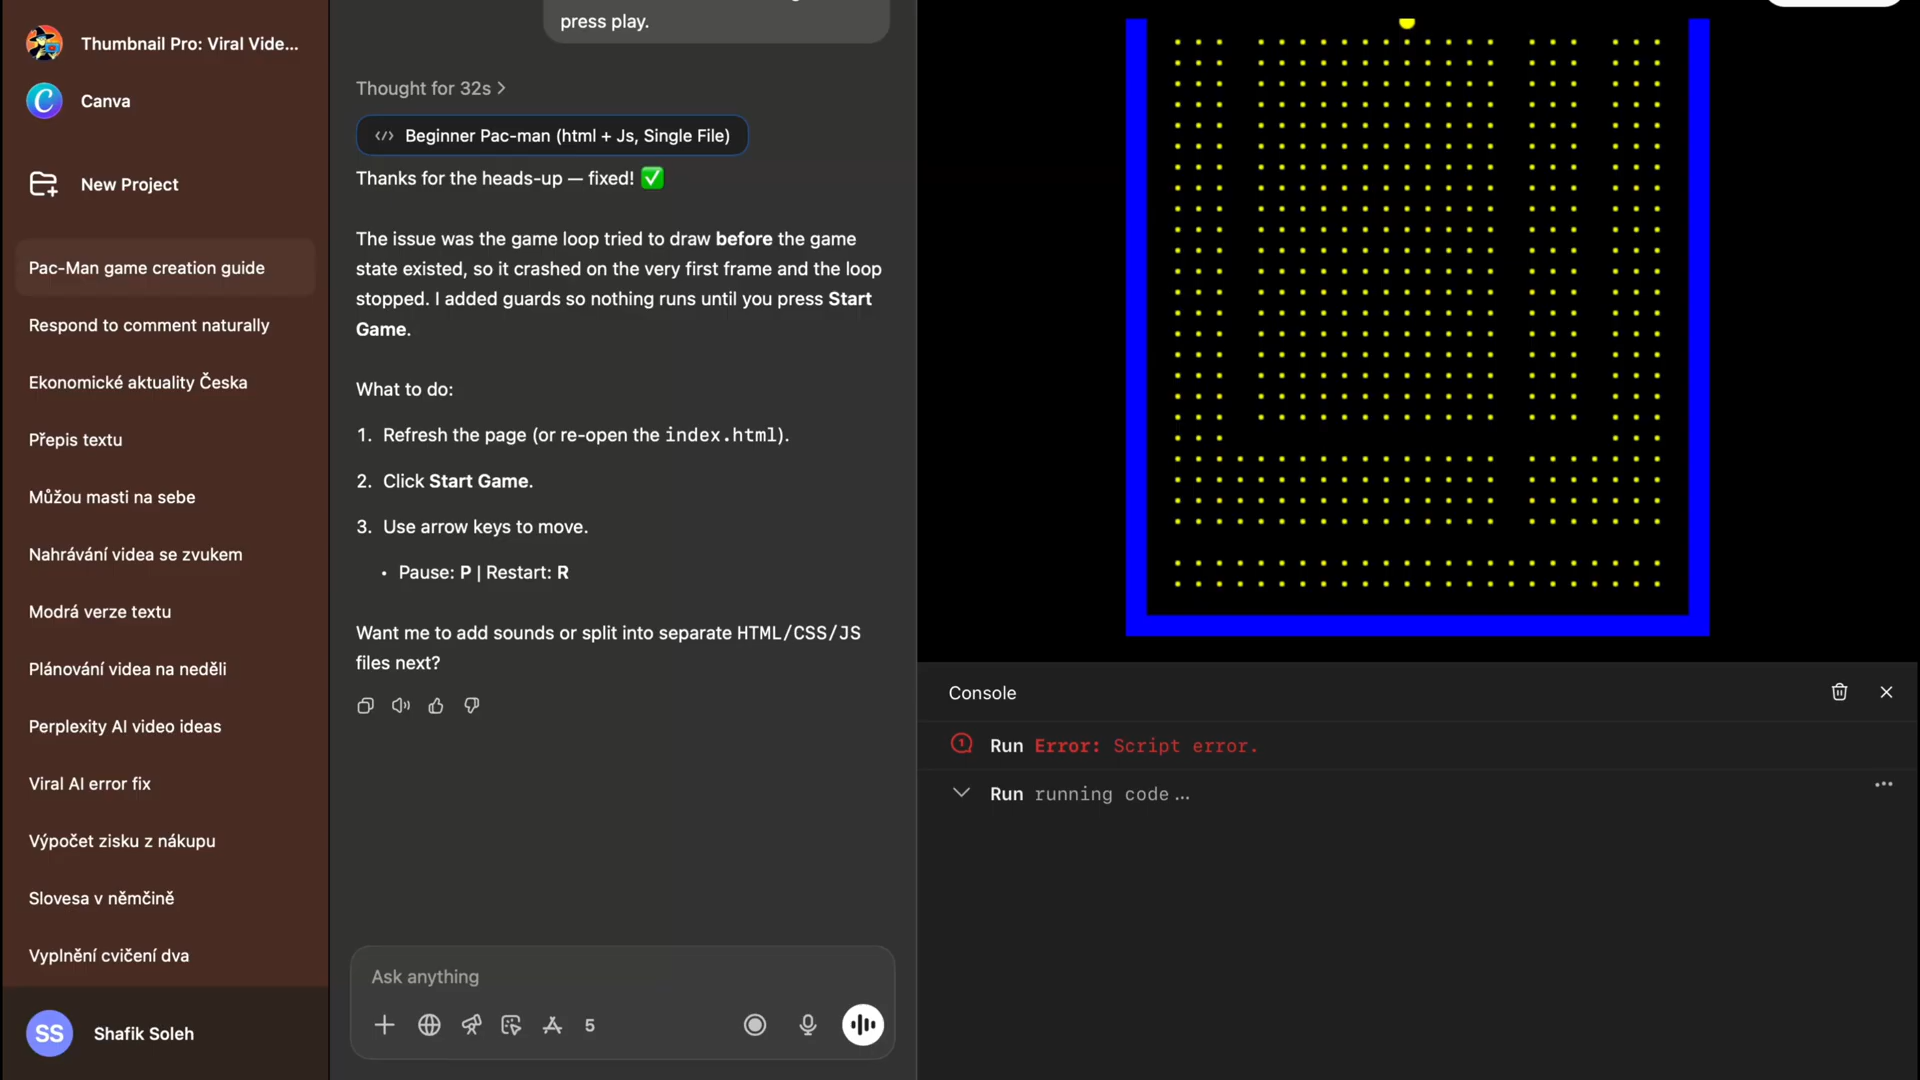 Thumbnail Pro: Viral Vide...
Canva
New Project
Pac-Man game creation guide
Respond to comment naturally
Ekonomické aktuality Česka
Přepis textu
Můžou masti na sebe
Nahrávání videa se zvukem
Modrá verze textu
Plánování videa na neděli
Perplexity AI video ideas
Viral AI error fix
Výpočet zisku z nákupu
Slovesa v němčině
Vyplnění cvičení dva
SS
Shafik Soleh
press play.
Thought for 32s >
</> Beginner Pac-man (html + Js, Single File)
Thanks for the heads-up — fixed! ✅
The issue was the game loop tried to draw before the game
state existed, so it crashed on the very first frame and the loop
stopped. I added guards so nothing runs until you press Start
Game.
What to do:
1. Refresh the page (or re-open the index.html).
2. Click Start Game.
3. Use arrow keys to move.
• Pause: P | Restart: R
Want me to add sounds or split into separate HTML/CSS/JS
files next?
Ask anything
5
Console
Run Error: Script error.
Run running code...